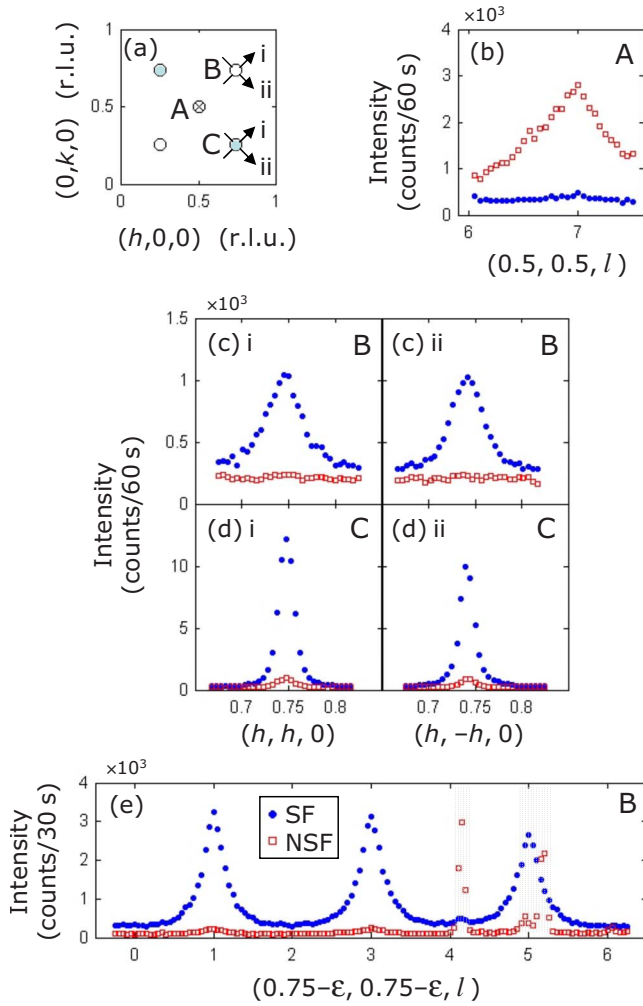 (a)
1
0.5
0
0
0.5
1
A
B
C
i
ii
i
ii
(0,k,0) (r.l.u.)
(h,0,0) (r.l.u.)
×10³
(b) A
4
3
2
1
0
6 7
Intensity
(counts/60 s)
(0.5, 0.5, l)
×10³
1.5
1.0
0.5
0
(c) i B
(c) ii B
10
5
0
(d) i C
(d) ii C
Intensity
(counts/60 s)
0.7 0.75 0.8
0.7 0.75 0.8
(h, h, 0)
(h, –h, 0)
×10³
4
3
2
1
0
(e) B
SF
NSF
Intensity
(counts/30 s)
0 1 2 3 4 5 6
(0.75–ε, 0.75–ε, l)